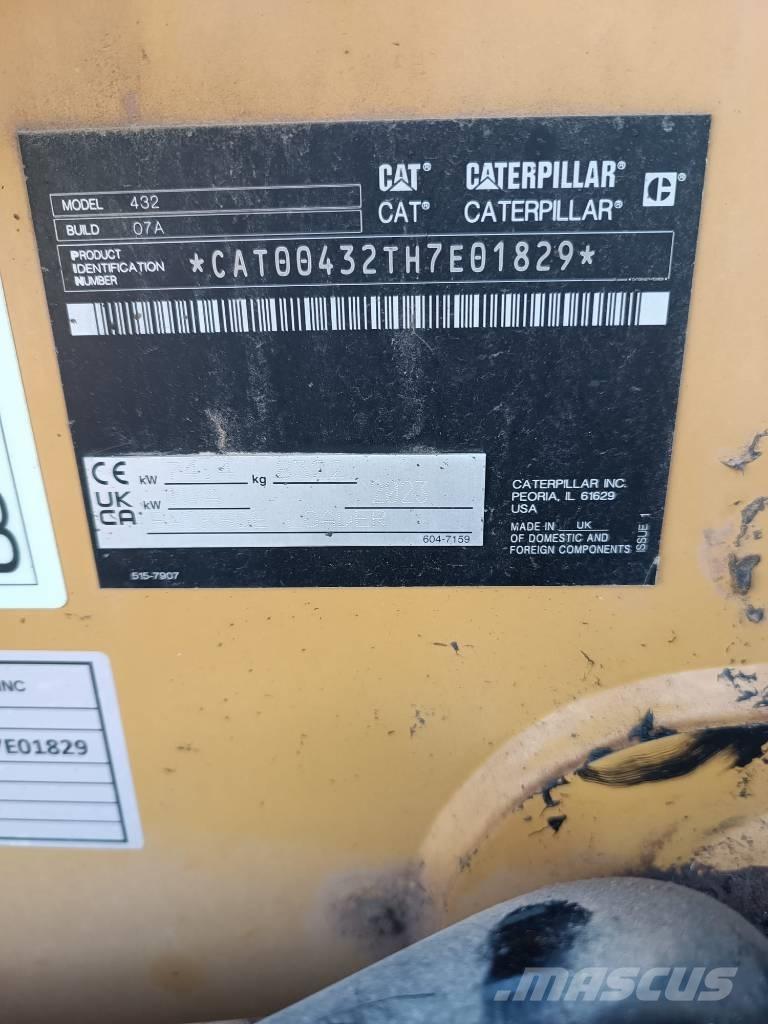 CAT® CATERPILLAR®
CAT® CATERPILLAR®
MODEL 432
BUILD 07A
PRODUCT IDENTIFICATION NUMBER *CAT00432TH7E01829*
CE kW kg
UK CA kW
604-7159
515-7907
CATERPILLAR INC.
PEORIA, IL 61629
USA
MADE IN UK
OF DOMESTIC AND
FOREIGN COMPONENTS
ISSUE 1
INC
7E01829
MASCUS